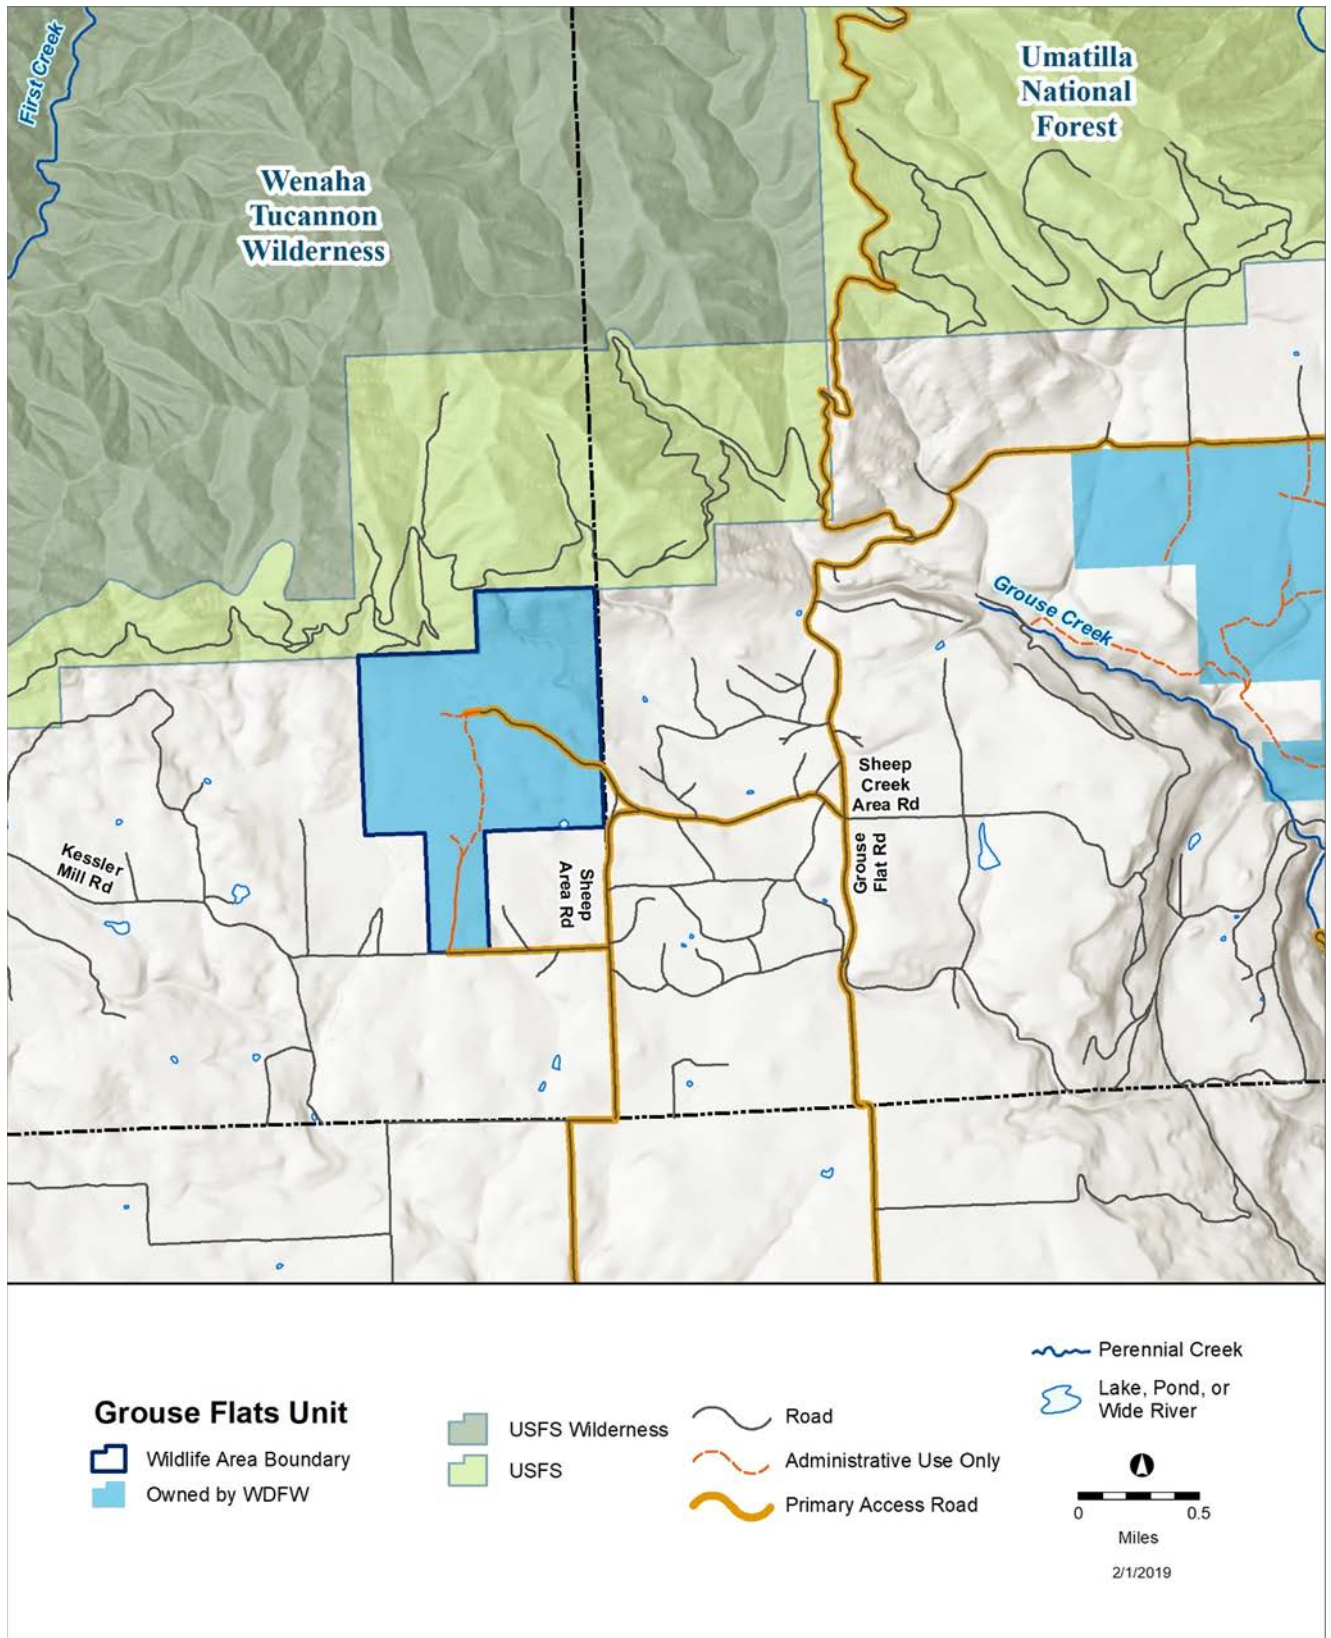 First Creek
Umatilla
National
Forest
Wenaha
Tucannon
Wilderness
Grouse Creek
Sheep
Creek
Area Rd
Kessler
Mill Rd
Sheep
Area Rd
Grouse
Flat Rd
Grouse Flats Unit
Wildlife Area Boundary
Owned by WDFW
USFS Wilderness
USFS
Road
Administrative Use Only
Primary Access Road
Perennial Creek
Lake, Pond, or
Wide River
0 0.5
Miles
2/1/2019